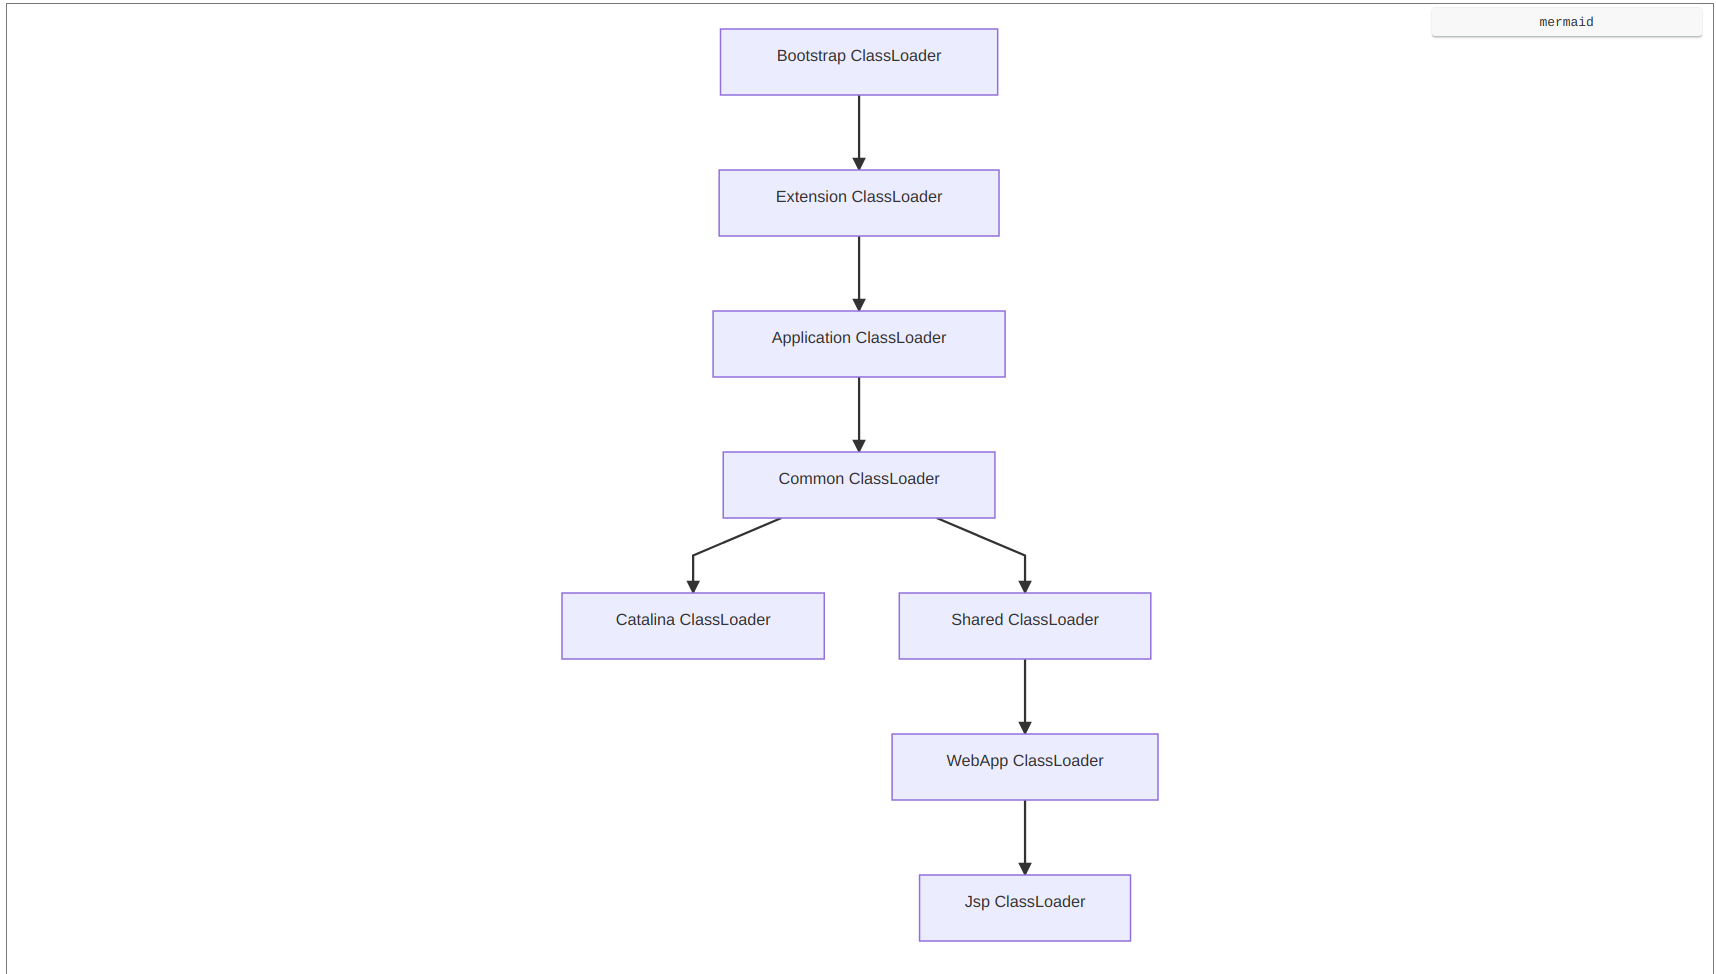 mermaid
Bootstrap ClassLoader
Extension ClassLoader
Application ClassLoader
Common ClassLoader
Catalina ClassLoader
Shared ClassLoader
WebApp ClassLoader
Jsp ClassLoader